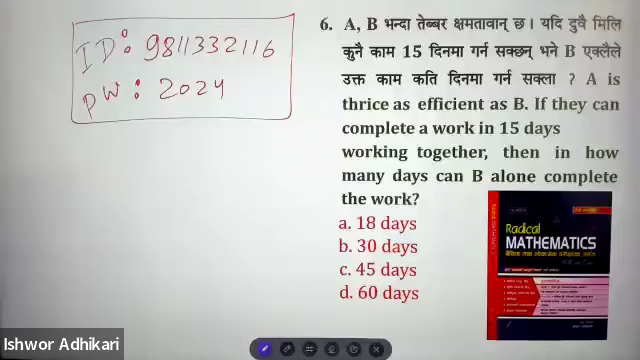 ID: 9811332116
PW: 2024
6. A, B भन्दा तेब्बर क्षमतावान् छ । यदि दुवै मिलि
कुनै काम 15 दिनमा गर्न सक्छन् भने B एक्लैले
उक्त काम कति दिनमा गर्न सक्ला ? A is
thrice as efficient as B. If they can
complete a work in 15 days
working together, then in how
many days can B alone complete
the work?
a. 18 days
b. 30 days
c. 45 days
d. 60 days
Radical
MATHEMATICS
Ishwor Adhikari